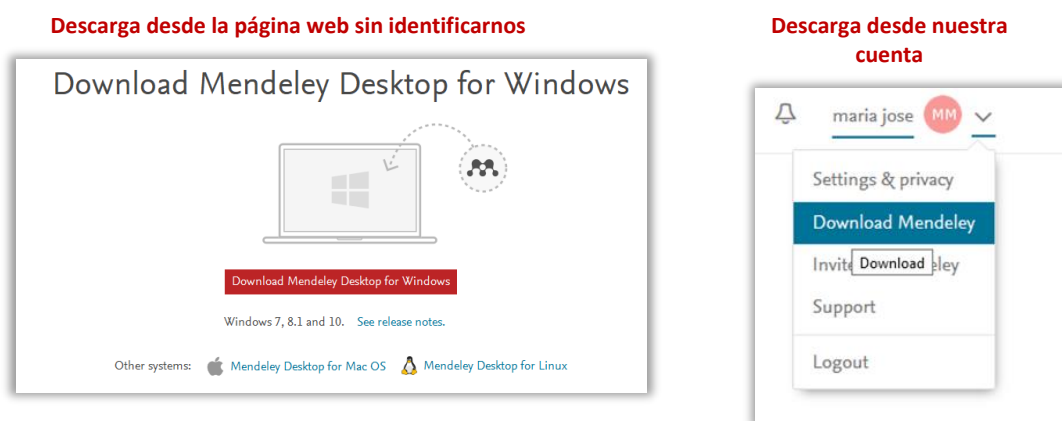 Descarga desde la página web sin identificarnos
Download Mendeley Desktop for Windows
Download Mendeley Desktop for Windows
Windows 7, 8.1 and 10. See release notes.
Other systems: Mendeley Desktop for Mac OS Mendeley Desktop for Linux
Descarga desde nuestra
cuenta
maria jose MM
Settings & privacy
Download Mendeley
Download
Support
Logout